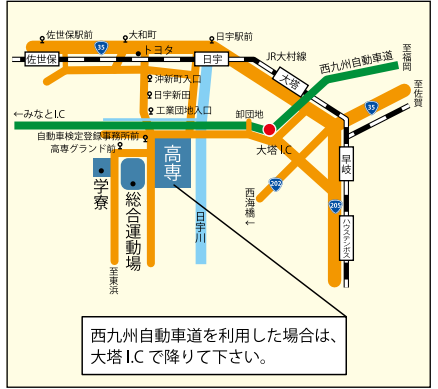 佐世保駅前
大和町
日宇駅前
35
トヨタ
JR大村線
佐世保
日宇
西九州自動車道
至福岡
大塔
沖新町入口
日宇新田
工業団地入口
至佐賀
35
←みなとI.C
卸団地
自動車検定登録事務所前
高専グランド前
大塔 I.C
高専
早岐
学寮
総合運動場
202
205
西海橋←
日宇川
ハウステンボス
至東浜
西九州自動車道を利用した場合は、
大塔 I.C で降りて下さい。